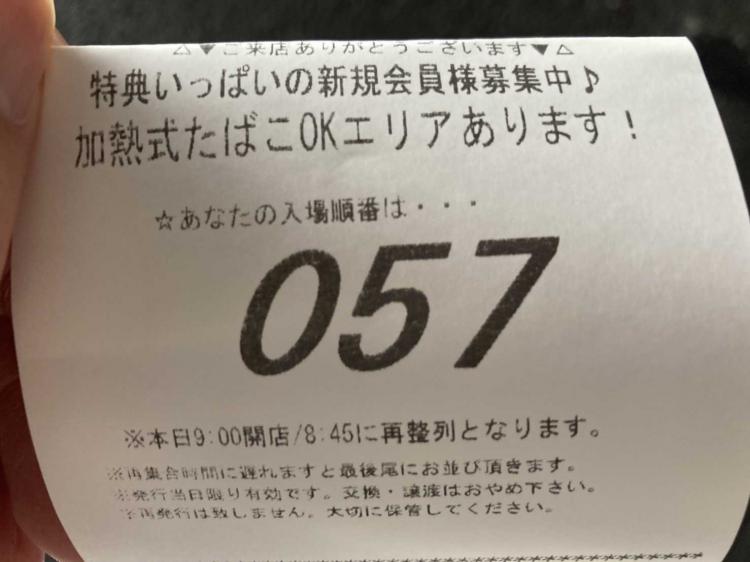 △▼ご来店ありがとうございます▼△
特典いっぱいの新規会員様募集中♪
加熱式たばこOKエリアあります！
☆あなたの入場順番は・・・
057
※本日9:00開店/8:45に再整列となります。
※再集合時間に遅れますと最後尾にお並び頂きます。
※発行当日限り有効です。交換・譲渡はおやめ下さい。
※再発行は致しません。大切に保管してください。